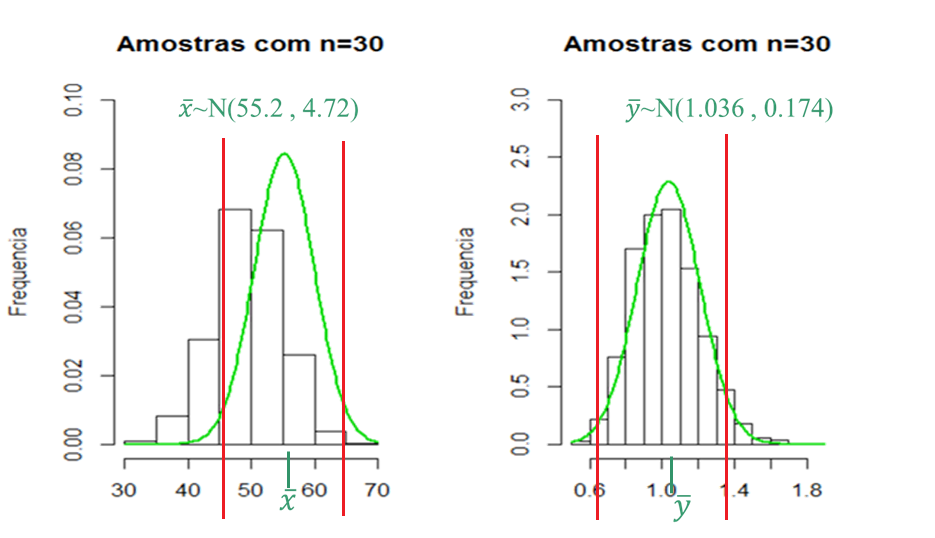 Amostras com n=30
x̄~N(55.2 , 4.72)
Frequencia
0.00 0.02 0.04 0.06 0.08 0.10
30 40 50 60 70
x̄
Amostras com n=30
ȳ~N(1.036 , 0.174)
Frequencia
0.0 0.5 1.0 1.5 2.0 2.5 3.0
0.6 1.0 1.4 1.8
ȳ